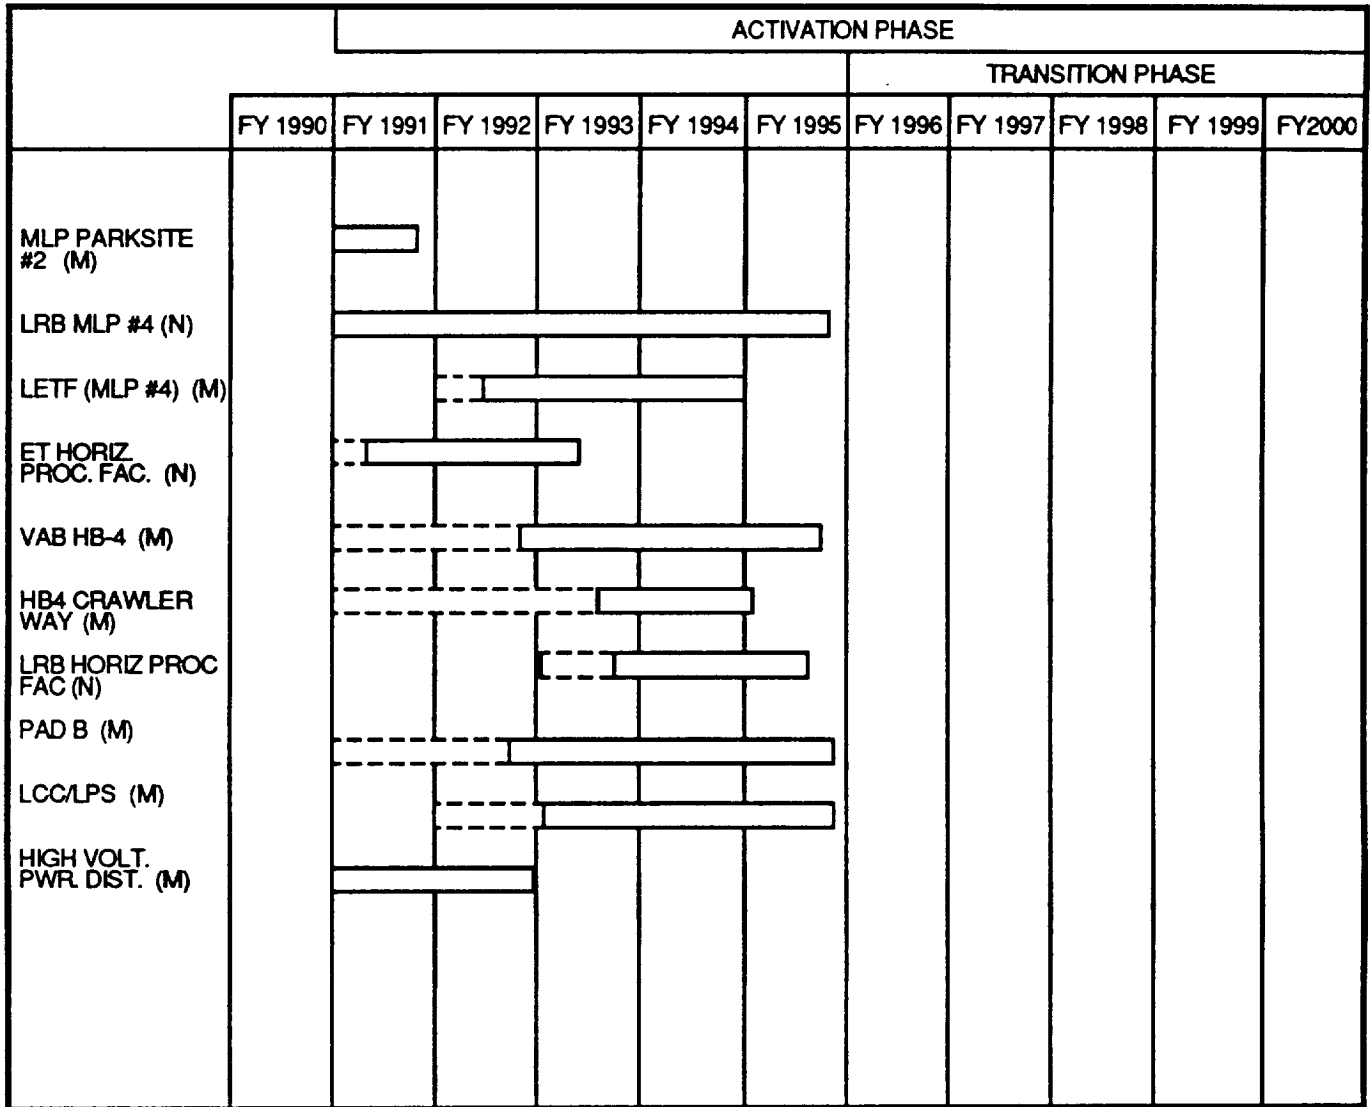 ACTIVATION PHASE
TRANSITION PHASE
FY 1990 FY 1991 FY 1992 FY 1993 FY 1994 FY 1995 FY 1996 FY 1997 FY 1998 FY 1999 FY2000
MLP PARKSITE
#2 (M)
LRB MLP #4 (N)
LETF (MLP #4) (M)
ET HORIZ.
PROC. FAC. (N)
VAB HB-4 (M)
HB4 CRAWLER
WAY (M)
LRB HORIZ PROC
FAC (N)
PAD B (M)
LCC/LPS (M)
HIGH VOLT.
PWR. DIST. (M)